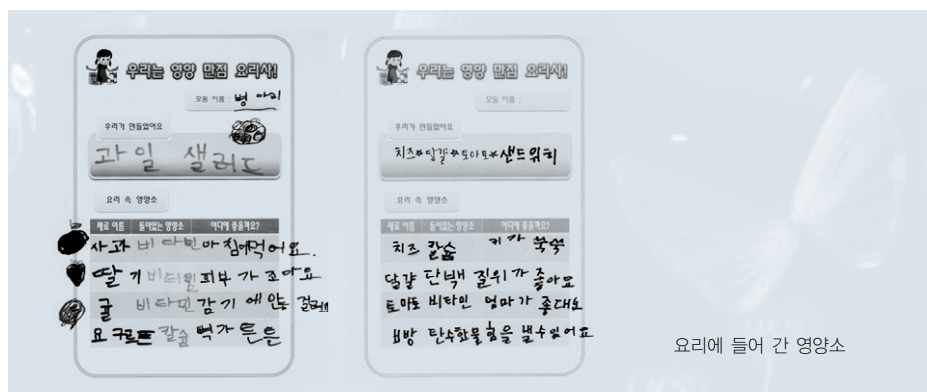 우리는 영양 만점 요리사!
모둠 이름 : 병아리
우리가 만들었어요
과일 샐러드
요리 속 영양소
재료 이름 들어있는 영양소 어디에 좋을까요?
사과 비타민 아침에먹어요.
딸기 비타민 피부가 조아요
귤 비타민 감기에 안
요구르트 칼슘 벽가 튼튼
우리는 영양 만점 요리사!
모둠 이름 :
우리가 만들었어요
치즈*달걀*토마토*샌드위치
요리 속 영양소
재료 이름 들어있는 영양소 어디에 좋을까요?
치즈 칼슘 키가 쑥쑥
달걀 단백질 가 좋아요
토마토 비타민 엄마가 좋대요
탄수화물 힘을 낼수있어요
요리에 들어 간 영양소